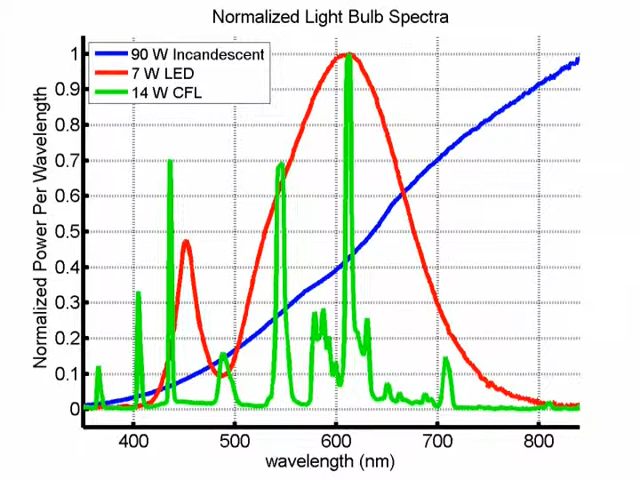 Normalized Light Bulb Spectra
90 W Incandescent
7 W LED
14 W CFL
Normalized Power Per Wavelength
1
0.9
0.8
0.7
0.6
0.5
0.4
0.3
0.2
0.1
0
400 500 600 700 800
wavelength (nm)